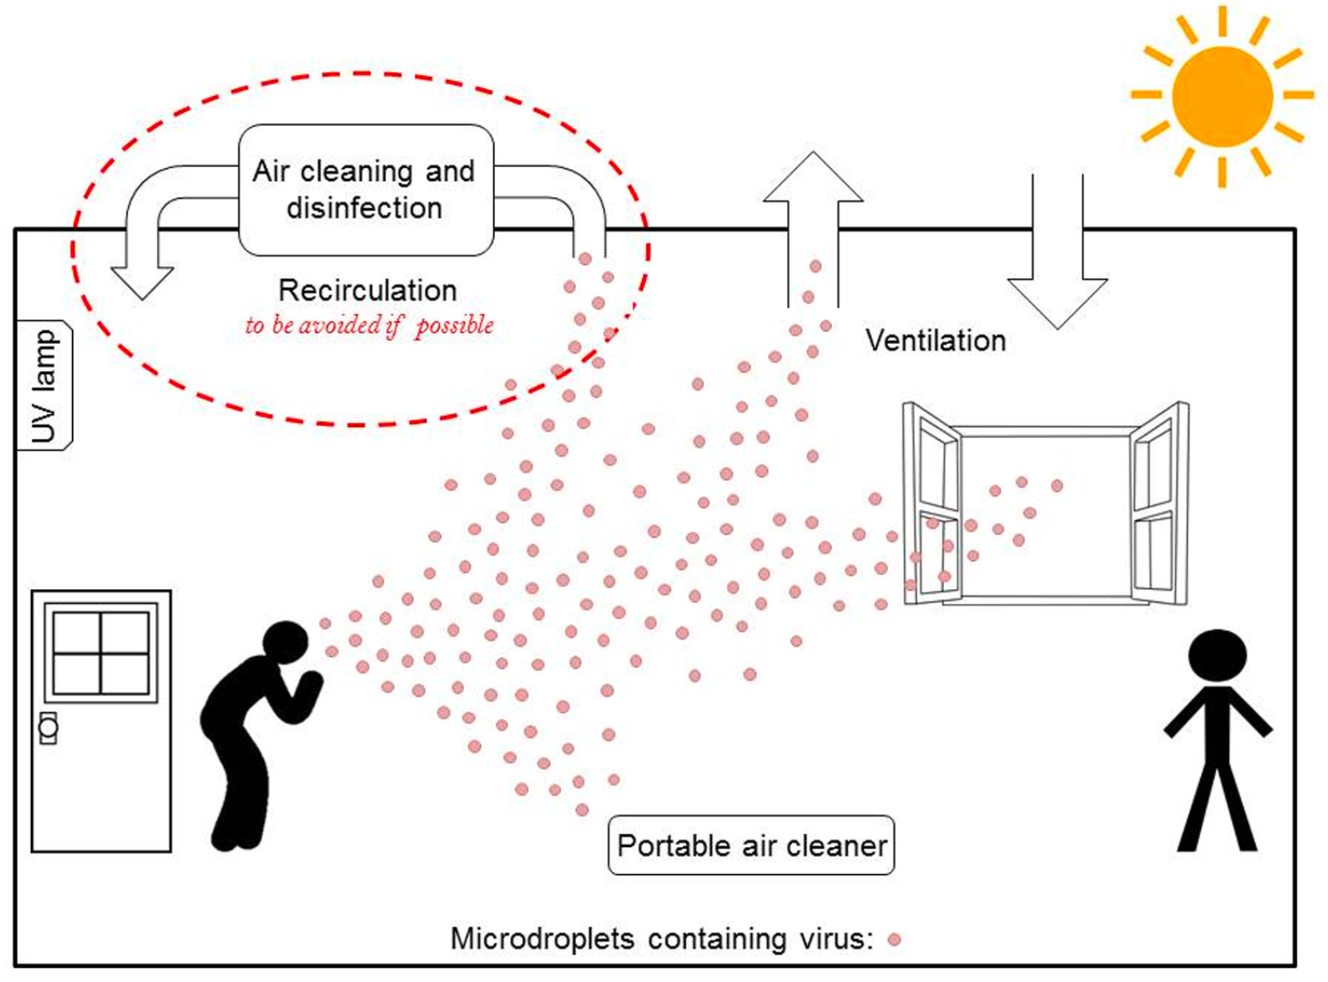 Air cleaning and
disinfection
Recirculation
to be avoided if possible
UV lamp
Ventilation
Portable air cleaner
Microdroplets containing virus: